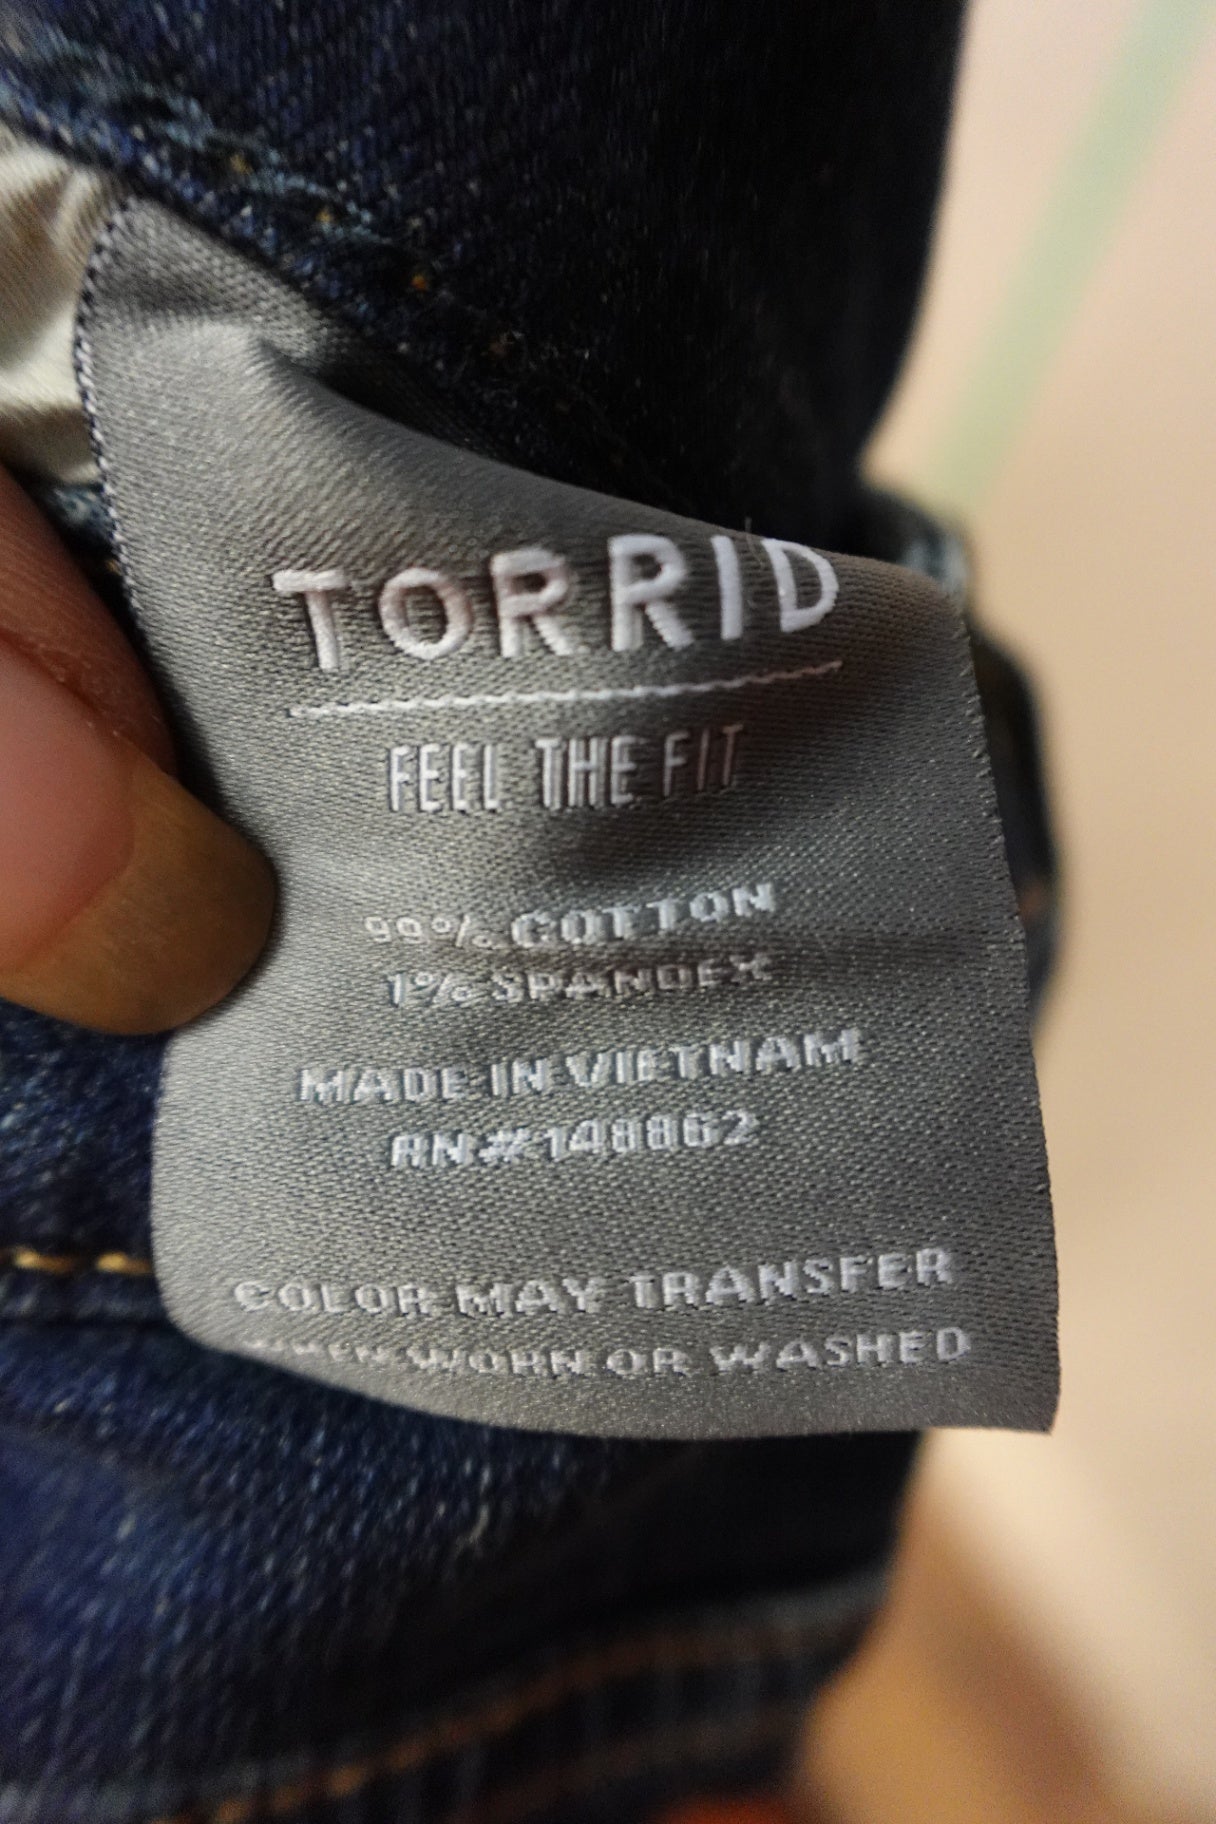 TORRID
FEEL THE FIT
99% COTTON
1% SPANDEX
MADE IN VIETNAM
RN#148862
COLOR MAY TRANSFER
WHEN WORN OR WASHED